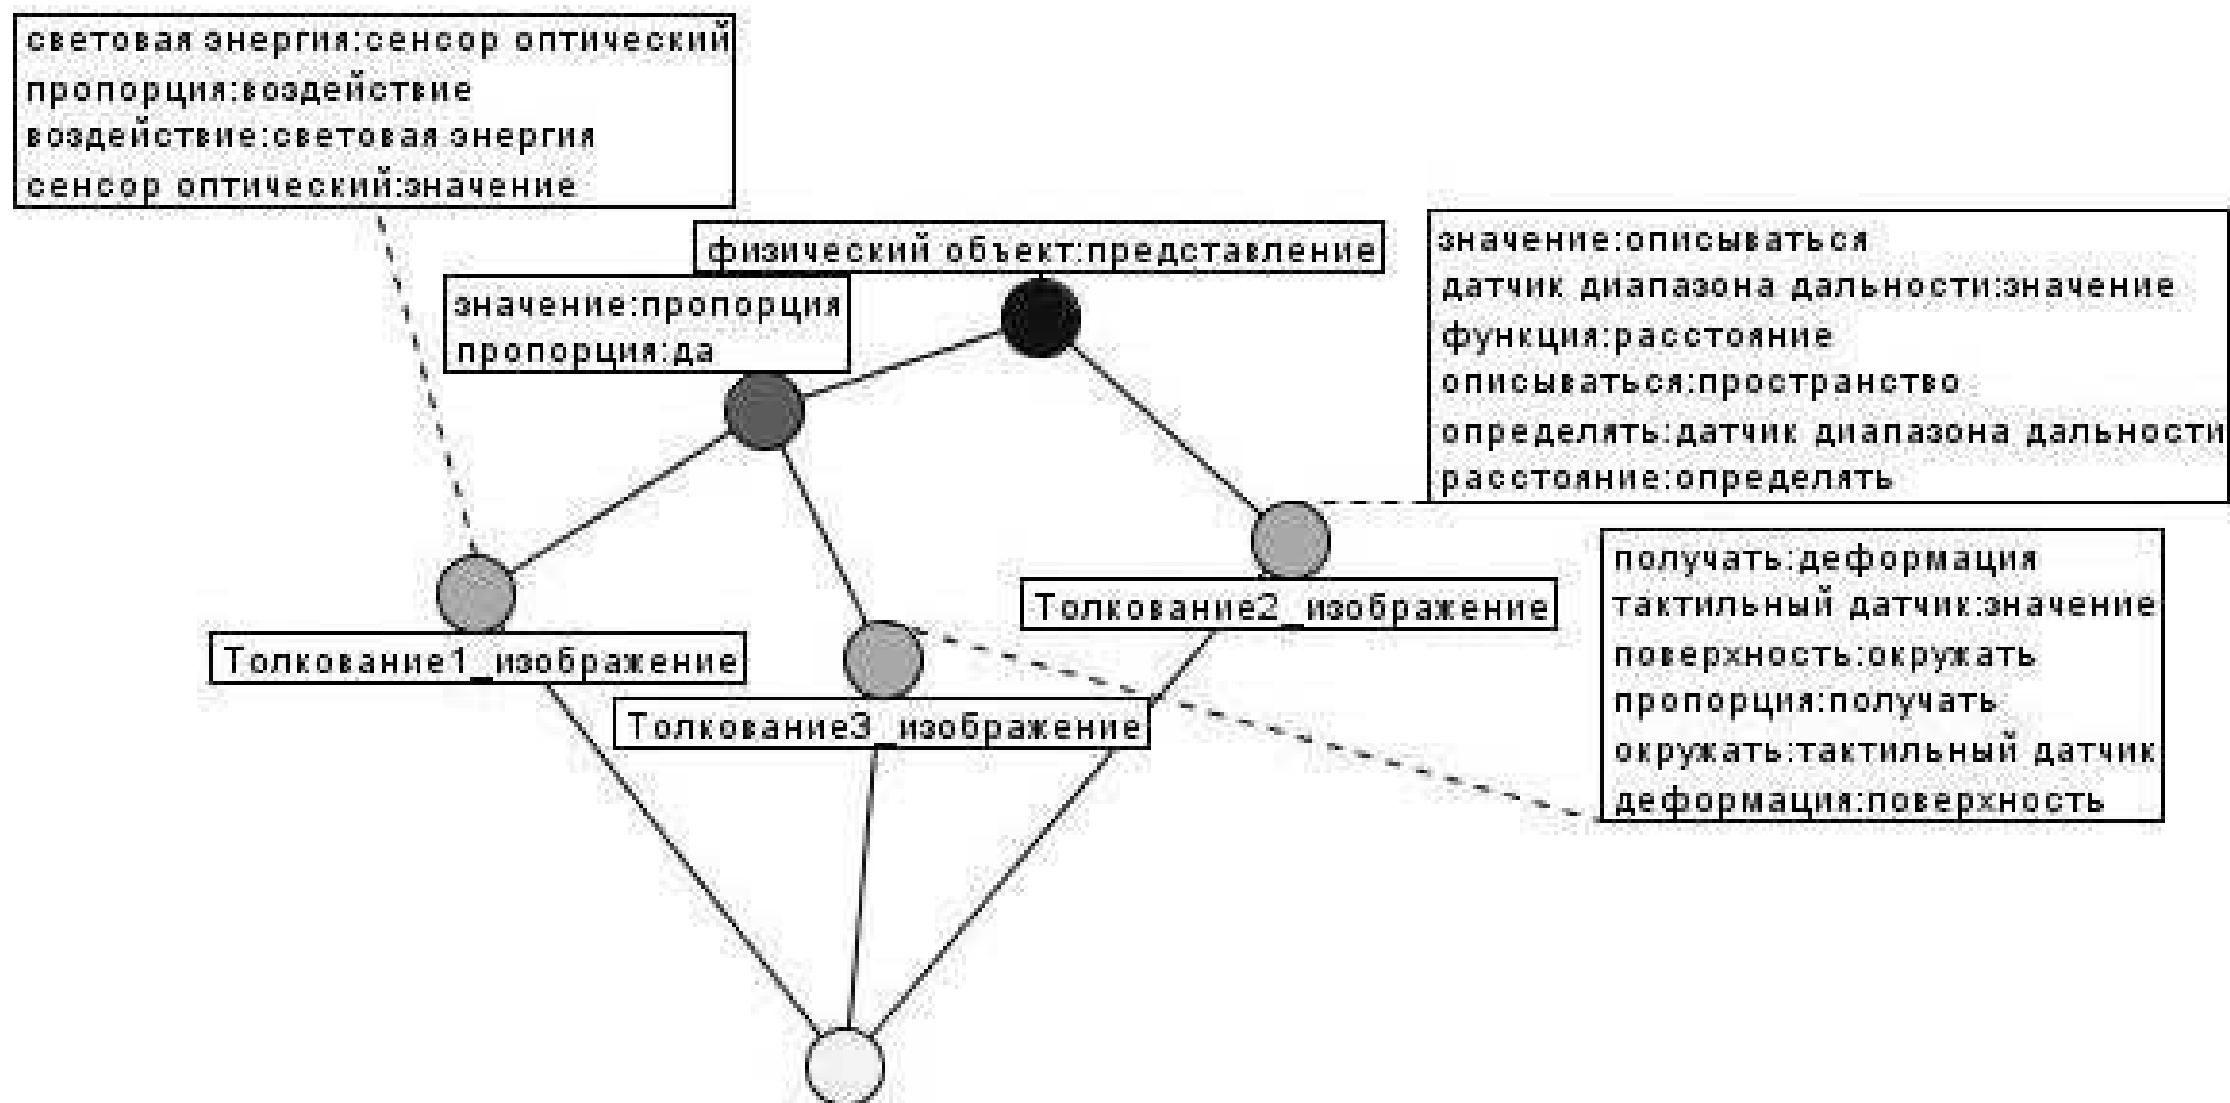 световая энергия:сенсор оптический
пропорция:воздействие
воздействие:световая энергия
сенсор оптический:значение
физический объект:представление
значение:пропорция
пропорция:да
значение:описываться
датчик диапазона дальности:значение
функция:расстояние
описываться:пространство
определять:датчик диапазона дальности
расстояние:определять
получать:деформация
тактильный датчик:значение
поверхность:окружать
пропорция:получать
окружать:тактильный датчик
деформация:поверхность
Толкование2_изображение
Толкование1_изображение
Толкование3_изображение